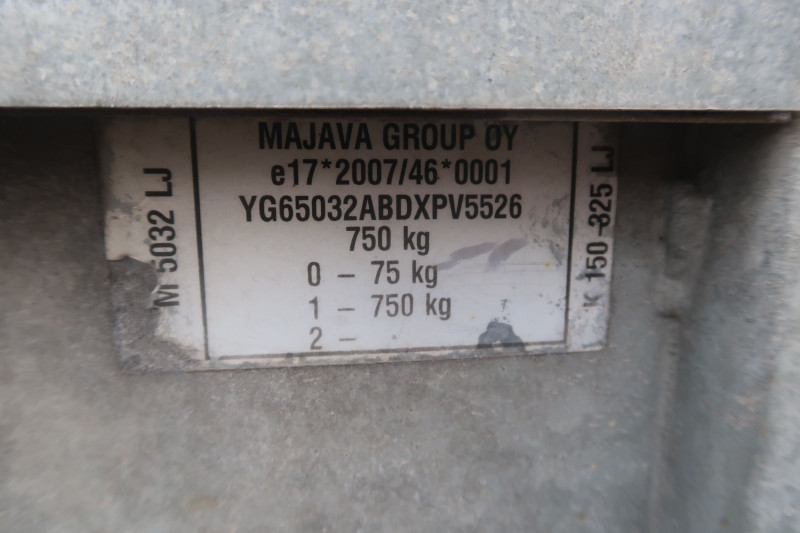 MAJAVA GROUP OY
e17*2007/46*0001
YG65032ABDXPV5526
750 kg
0 - 75 kg
1 - 750 kg
2 -
M 5032 LJ
K 150-325 LJ